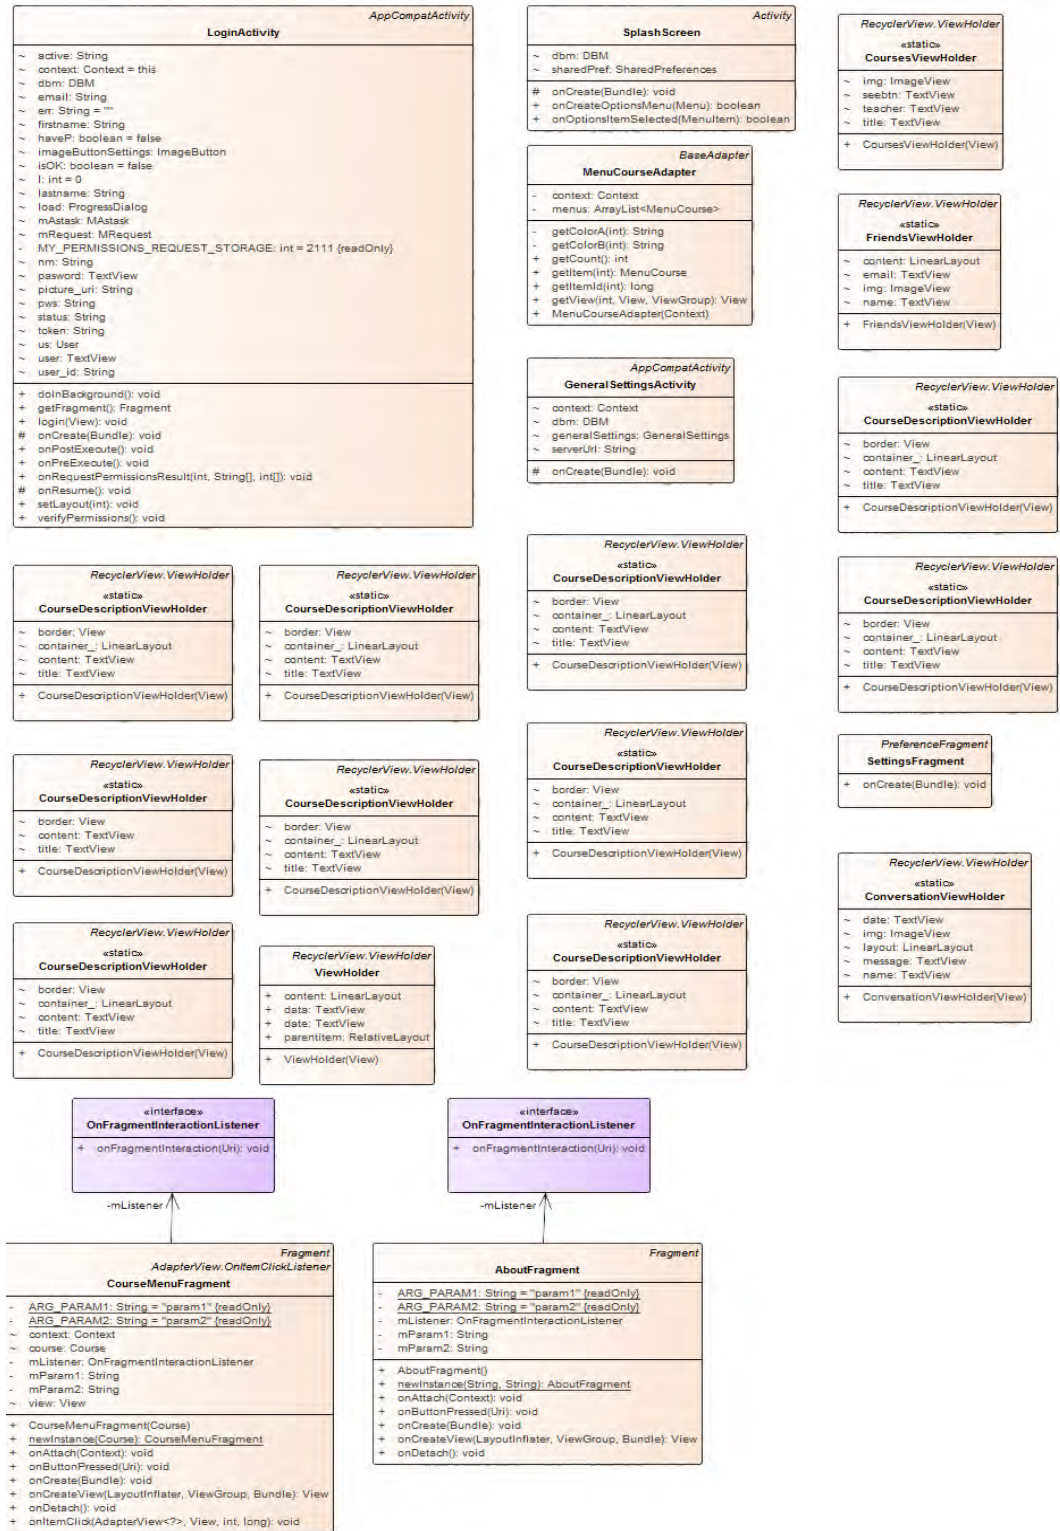 AppCompatActivity
LoginActivity
~ active: String
~ context: Context = this
~ dbm: DBM
~ email: String
~ err: String = ""
~ firstname: String
~ haveP: boolean = false
~ imageButtonSettings: ImageButton
~ isOK: boolean = false
~ l: int = 0
~ lastname: String
~ load: ProgressDialog
~ mAstask: MAstask
~ mRequest: MRequest
- MY_PERMISSIONS_REQUEST_STORAGE: int = 2111 {readOnly}
~ nm: String
~ pasword: TextView
~ picture_uri: String
~ pws: String
~ status: String
~ token: String
~ us: User
~ user: TextView
~ user_id: String
+ doInBackground(): void
+ getFragment(): Fragment
+ login(View): void
# onCreate(Bundle): void
+ onPostExecute(): void
+ onPreExecute(): void
+ onRequestPermissionsResult(int, String[], int[]): void
# onResume(): void
+ setLayout(int): void
+ verifyPermissions(): void
Activity
SplashScreen
~ dbm: DBM
~ sharedPref: SharedPreferences
# onCreate(Bundle): void
+ onCreateOptionsMenu(Menu): boolean
+ onOptionsItemSelected(MenuItem): boolean
BaseAdapter
MenuCourseAdapter
- context: Context
- menus: ArrayList<MenuCourse>
- getColorA(int): String
- getColorB(int): String
+ getCount(): int
+ getItem(int): MenuCourse
+ getItemId(int): long
+ getView(int, View, ViewGroup): View
+ MenuCourseAdapter(Context)
AppCompatActivity
GeneralSettingsActivity
~ context: Context
~ dbm: DBM
~ generalSettings: GeneralSettings
~ serverUrl: String
# onCreate(Bundle): void
RecyclerView.ViewHolder
«static»
CoursesViewHolder
~ img: ImageView
~ seebtn: TextView
~ teacher: TextView
~ title: TextView
+ CoursesViewHolder(View)
RecyclerView.ViewHolder
«static»
FriendsViewHolder
~ content: LinearLayout
~ email: TextView
~ img: ImageView
~ name: TextView
+ FriendsViewHolder(View)
RecyclerView.ViewHolder
«static»
CourseDescriptionViewHolder
~ border: View
~ container_: LinearLayout
~ content: TextView
~ title: TextView
+ CourseDescriptionViewHolder(View)
RecyclerView.ViewHolder
«static»
CourseDescriptionViewHolder
~ border: View
~ container_: LinearLayout
~ content: TextView
~ title: TextView
+ CourseDescriptionViewHolder(View)
RecyclerView.ViewHolder
«static»
CourseDescriptionViewHolder
~ border: View
~ container_: LinearLayout
~ content: TextView
~ title: TextView
+ CourseDescriptionViewHolder(View)
RecyclerView.ViewHolder
«static»
CourseDescriptionViewHolder
~ border: View
~ container_: LinearLayout
~ content: TextView
~ title: TextView
+ CourseDescriptionViewHolder(View)
RecyclerView.ViewHolder
«static»
CourseDescriptionViewHolder
~ border: View
~ container_: LinearLayout
~ content: TextView
~ title: TextView
+ CourseDescriptionViewHolder(View)
RecyclerView.ViewHolder
«static»
CourseDescriptionViewHolder
~ border: View
~ content: TextView
~ title: TextView
+ CourseDescriptionViewHolder(View)
RecyclerView.ViewHolder
«static»
CourseDescriptionViewHolder
~ border: View
~ container_: LinearLayout
~ content: TextView
~ title: TextView
+ CourseDescriptionViewHolder(View)
RecyclerView.ViewHolder
«static»
CourseDescriptionViewHolder
~ border: View
~ container_: LinearLayout
~ content: TextView
~ title: TextView
+ CourseDescriptionViewHolder(View)
PreferenceFragment
SettingsFragment
+ onCreate(Bundle): void
RecyclerView.ViewHolder
«static»
CourseDescriptionViewHolder
~ border: View
~ container_: LinearLayout
~ content: TextView
~ title: TextView
+ CourseDescriptionViewHolder(View)
RecyclerView.ViewHolder
ViewHolder
+ content: LinearLayout
+ data: TextView
+ date: TextView
+ parentitem: RelativeLayout
+ ViewHolder(View)
RecyclerView.ViewHolder
«static»
CourseDescriptionViewHolder
~ border: View
~ container_: LinearLayout
~ content: TextView
~ title: TextView
+ CourseDescriptionViewHolder(View)
RecyclerView.ViewHolder
«static»
ConversationViewHolder
~ date: TextView
~ img: ImageView
~ layout: LinearLayout
~ message: TextView
~ name: TextView
+ ConversationViewHolder(View)
«interface»
OnFragmentInteractionListener
+ onFragmentInteraction(Uri): void
-mListener
«interface»
OnFragmentInteractionListener
+ onFragmentInteraction(Uri): void
-mListener
Fragment
AdapterView.OnItemClickListener
CourseMenuFragment
- ARG_PARAM1: String = "param1" {readOnly}
- ARG_PARAM2: String = "param2" {readOnly}
~ context: Context
~ course: Course
- mListener: OnFragmentInteractionListener
- mParam1: String
- mParam2: String
~ view: View
+ CourseMenuFragment(Course)
+ newInstance(Course): CourseMenuFragment
+ onAttach(Context): void
+ onButtonPressed(Uri): void
+ onCreate(Bundle): void
+ onCreateView(LayoutInflater, ViewGroup, Bundle): View
+ onDetach(): void
+ onItemClick(AdapterView<?>, View, int, long): void
Fragment
AboutFragment
- ARG_PARAM1: String = "param1" {readOnly}
- ARG_PARAM2: String = "param2" {readOnly}
- mListener: OnFragmentInteractionListener
- mParam1: String
- mParam2: String
+ AboutFragment()
+ newInstance(String, String): AboutFragment
+ onAttach(Context): void
+ onButtonPressed(Uri): void
+ onCreate(Bundle): void
+ onCreateView(LayoutInflater, ViewGroup, Bundle): View
+ onDetach(): void